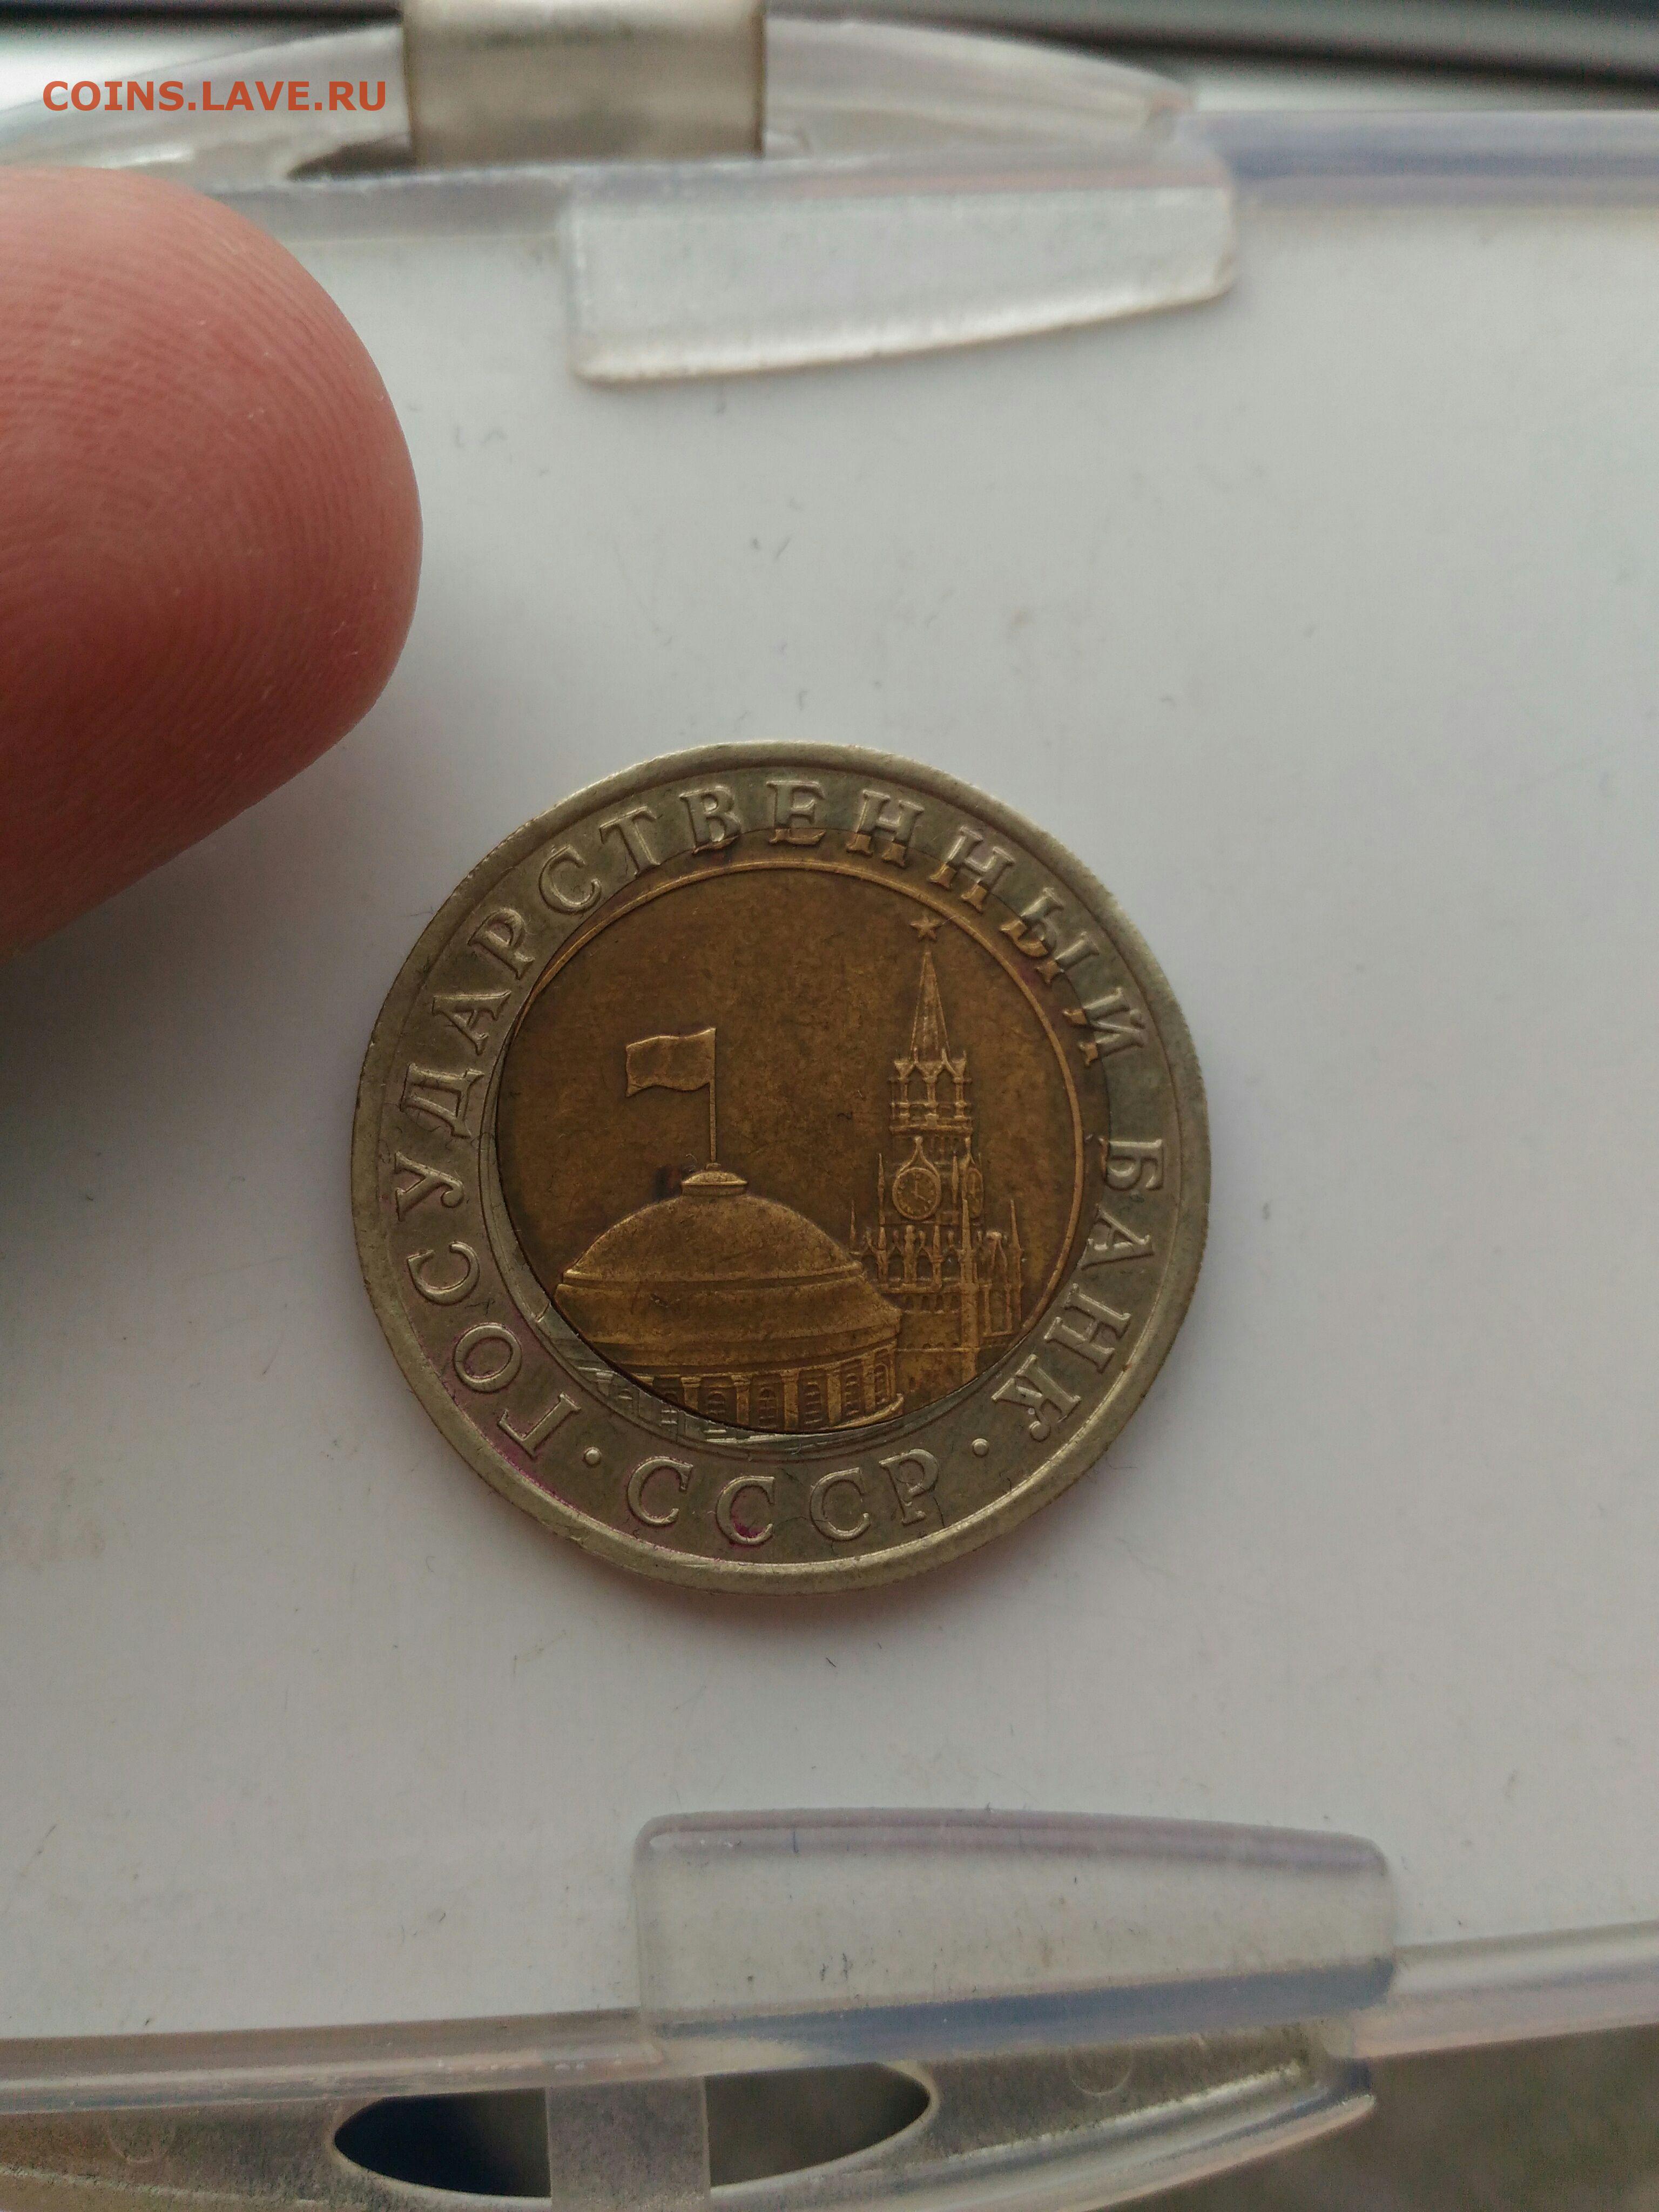 COINS.LAVE.RU
ГОСУДАРСТВЕННЫЙ БАНК
· СССР ·